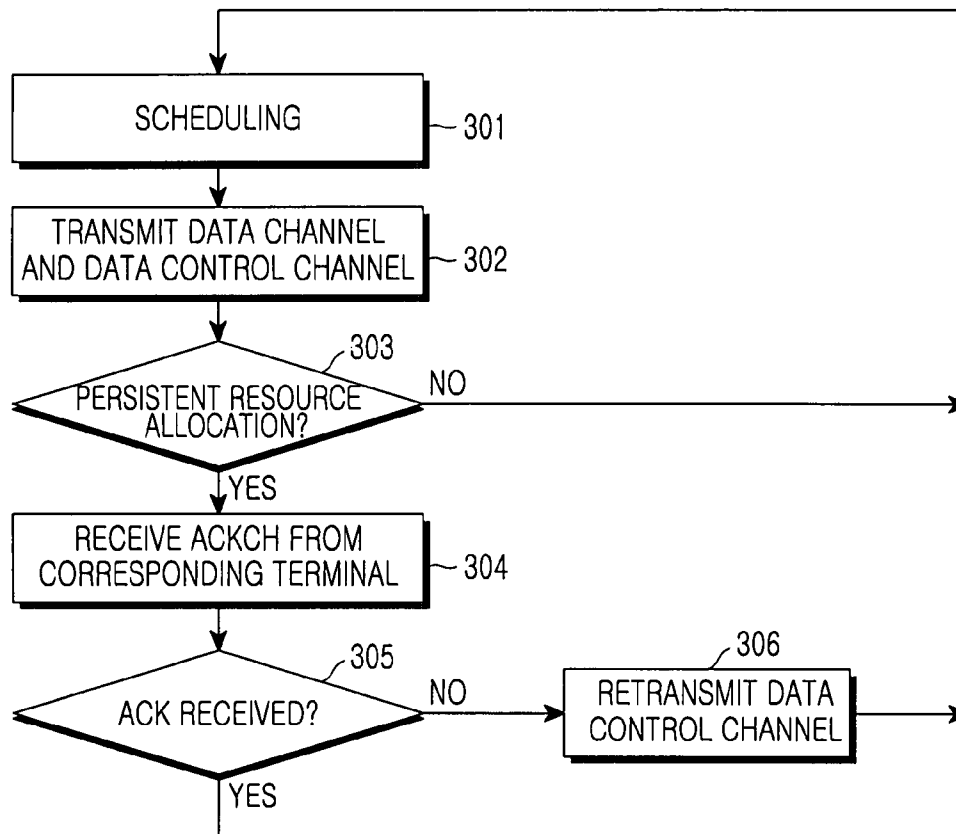 SCHEDULING
301
TRANSMIT DATA CHANNEL
AND DATA CONTROL CHANNEL
302
303
PERSISTENT RESOURCE
ALLOCATION?
NO
YES
RECEIVE ACKCH FROM
CORRESPONDING TERMINAL
304
305
ACK RECEIVED?
NO
306
RETRANSMIT DATA
CONTROL CHANNEL
YES